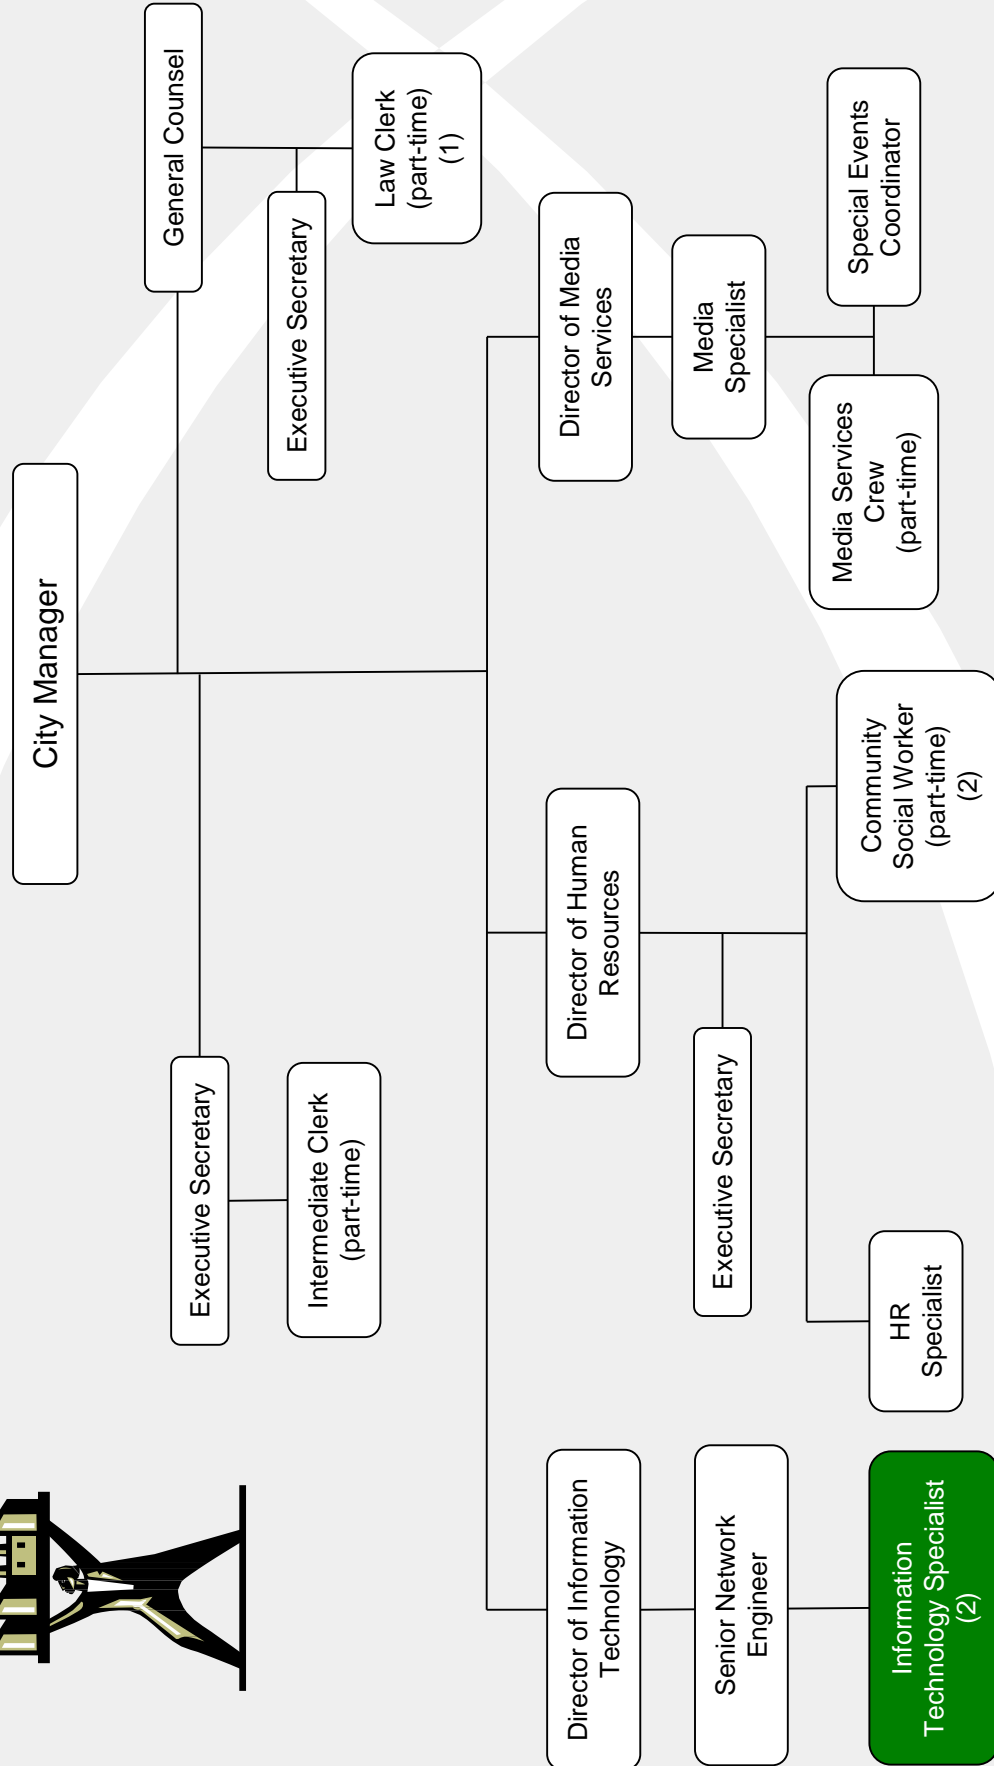 City Manager
General Counsel
Executive Secretary
Executive Secretary
Law Clerk
(part-time)
(1)
Intermediate Clerk
(part-time)
Director of Information
Technology
Director of Human
Resources
Director of Media
Services
Senior Network
Engineer
Executive Secretary
Media
Specialist
Information
Technology Specialist
(2)
HR
Specialist
Community
Social Worker
(part-time)
(2)
Media Services
Crew
(part-time)
Special Events
Coordinator